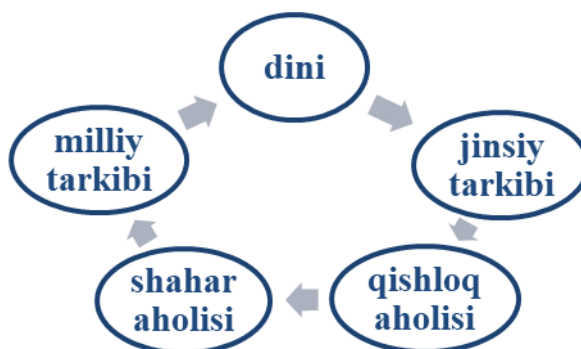 dini
jinsiy
tarkibi
qishloq
aholisi
shahar
aholisi
milliy
tarkibi